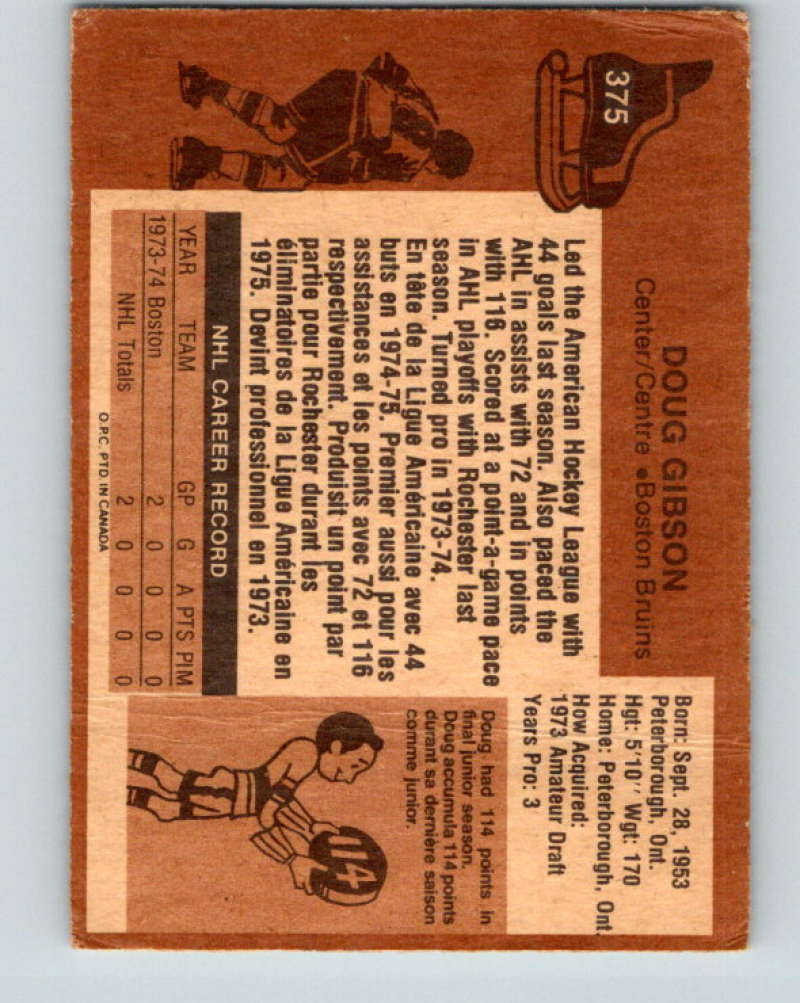 375
DOUG GIBSON
Center/Centre • Boston Bruins
Born: Sept. 28, 1953
Peterborough, Ont.
Hgt: 5'10'' Wgt: 170
Home: Peterborough, Ont.
How Acquired:
1973 Amateur Draft
Years Pro: 3
Led the American Hockey League with
44 goals last season. Also paced the
AHL in assists with 72 and in points
with 116. Scored at a point-a-game pace
in AHL playoffs with Rochester last
season. Turned pro in 1973-74.
En tête de la Ligue Américaine avec 44
buts en 1974-75. Premier aussi pour les
assistances et les points avec 72 et 116
respectivement. Produisit un point par
partie pour Rochester durant les
éliminatoires de la Ligue Américaine en
1975. Devint professionnel en 1973.
NHL CAREER RECORD
YEAR TEAM GP G A PTS PIM
1973-74 Boston 2 0 0 0 0
NHL Totals 2 0 0 0 0
O.P.C. PTD. IN CANADA
Doug had 114 points in
final junior season.
Doug accumula 114 points
durant sa dernière saison
comme junior.
114